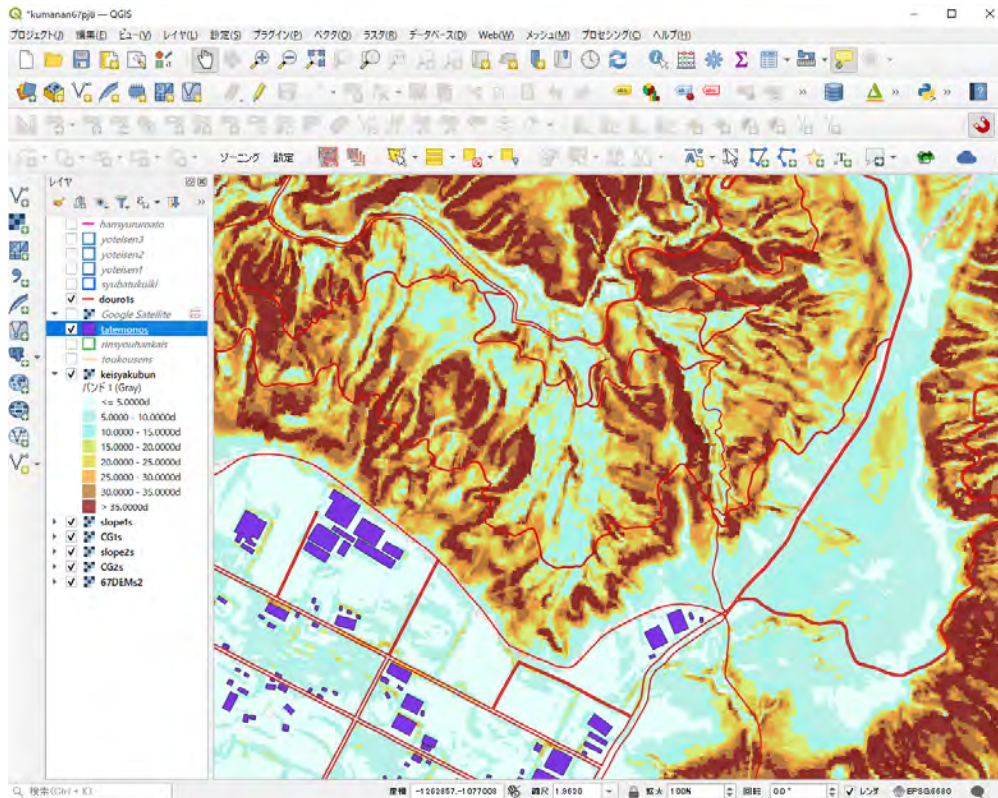 *kumanan67pj8 — QGIS
プロジェクト(J) 編集(E) ビュー(V) レイヤ(L) 設定(S) プラグイン(P) ベクタ(O) ラスタ(R) データベース(D) Web(W) メッシュ(M) プロセシング(C) ヘルプ(H)
ゾーニング 設定
レイヤ
hansyururooto
yoteisen3
yoteisen2
yoteisen1
syubatukuiki
douro1s
Google Satellite
tatemonos
rinsyouhankais
toukousens
keisyakubun
バンド 1 (Gray)
<= 5.0000d
5.0000 - 10.0000d
10.0000 - 15.0000d
15.0000 - 20.0000d
20.0000 - 25.0000d
25.0000 - 30.0000d
30.0000 - 35.0000d
> 35.0000d
slope1s
CG1s
slope2s
CG2s
67DEMs2
検索(Ctrl + K) 座標 -1262857,-1077008 縮尺 1:9620 拡大 100% 回転 0.0 ° レンダ EPSG:6680